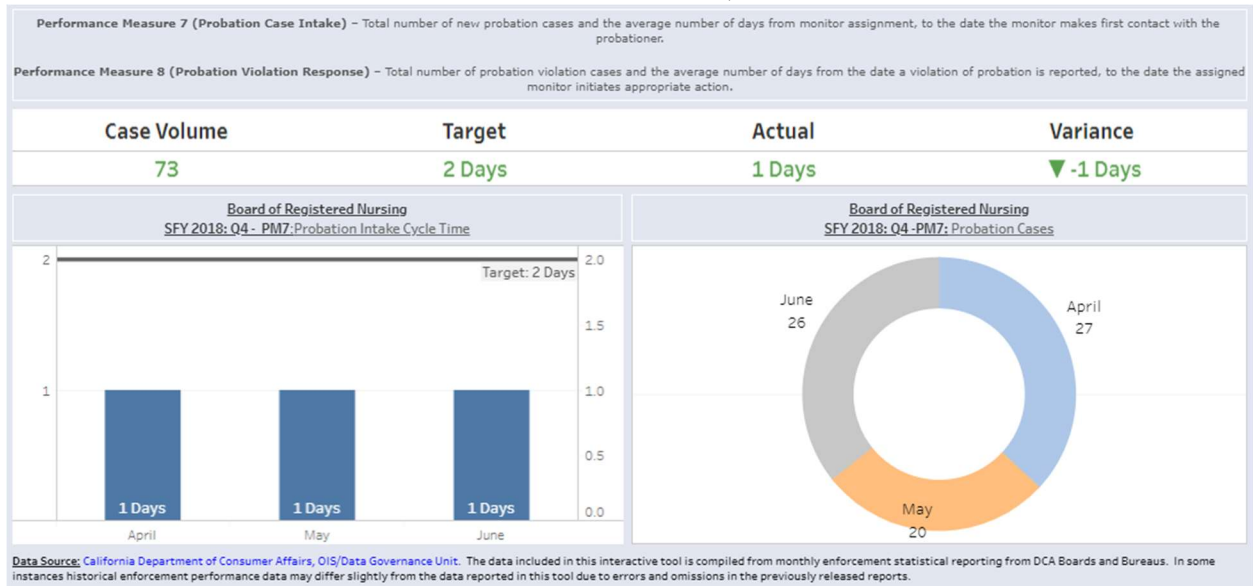 Performance Measure 7 (Probation Case Intake) – Total number of new probation cases and the average number of days from monitor assignment, to the date the monitor makes first contact with the
probationer.
Performance Measure 8 (Probation Violation Response) – Total number of probation violation cases and the average number of days from the date a violation of probation is reported, to the date the assigned
monitor initiates appropriate action.
Case Volume Target Actual Variance
73 2 Days 1 Days ▼ -1 Days
Board of Registered Nursing
SFY 2018: Q4 - PM7:Probation Intake Cycle Time
2 2.0
Target: 2 Days
1.5
1 1.0
0.5
0.0
1 Days 1 Days 1 Days
April May June
Board of Registered Nursing
SFY 2018: Q4 -PM7: Probation Cases
June
26
April
27
May
20
Data Source: California Department of Consumer Affairs, OIS/Data Governance Unit. The data included in this interactive tool is compiled from monthly enforcement statistical reporting from DCA Boards and Bureaus. In some
instances historical enforcement performance data may differ slightly from the data reported in this tool due to errors and omissions in the previously released reports.